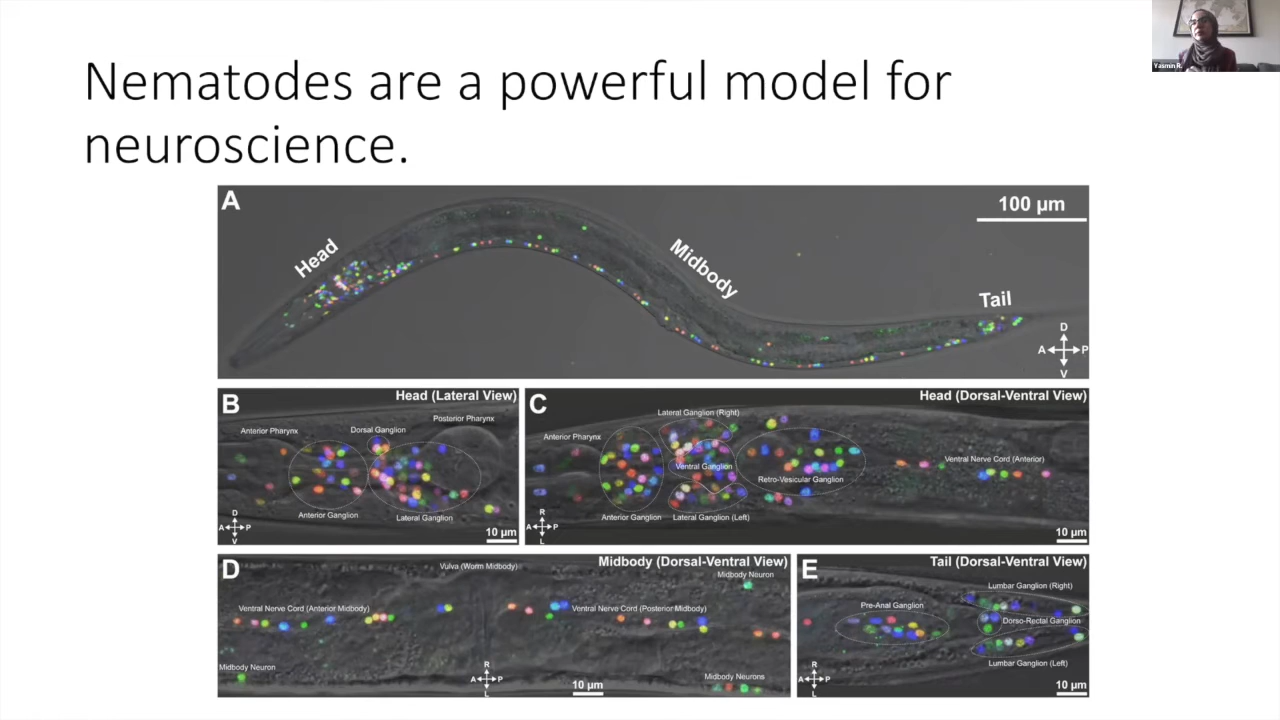 Nematodes are a powerful model for
neuroscience.
Yasmin R.
A
100 µm
Head
Midbody
Tail
D
A P
V
B
Head (Lateral View)
Anterior Pharynx
Dorsal Ganglion
Posterior Pharynx
Anterior Ganglion
Lateral Ganglion
D
A P
V
10 µm
C
Head (Dorsal-Ventral View)
Anterior Pharynx
Lateral Ganglion (Right)
Ventral Ganglion
Retro-Vesicular Ganglion
Ventral Nerve Cord (Anterior)
Anterior Ganglion
Lateral Ganglion (Left)
R
A P
L
10 µm
D
Midbody (Dorsal-Ventral View)
Vulva (Worm Midbody)
Midbody Neuron
Ventral Nerve Cord (Anterior Midbody)
Ventral Nerve Cord (Posterior Midbody)
Midbody Neuron
Midbody Neurons
R
A P
L
10 µm
E
Tail (Dorsal-Ventral View)
Lumbar Ganglion (Right)
Pre-Anal Ganglion
Dorso-Rectal Ganglion
Lumbar Ganglion (Left)
R
A P
L
10 µm